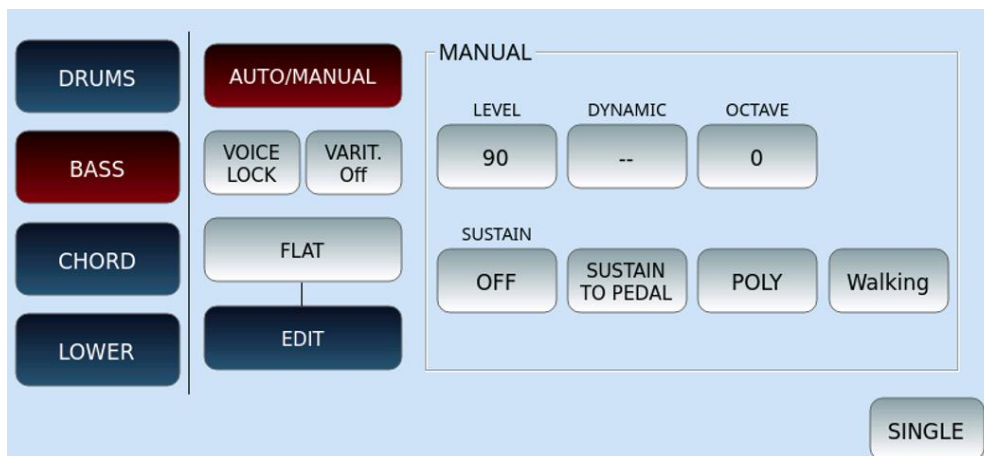 DRUMS
BASS
CHORD
LOWER
AUTO/MANUAL
VOICE
LOCK
VARIT.
Off
FLAT
EDIT
MANUAL
LEVEL
90
DYNAMIC
--
OCTAVE
0
SUSTAIN
OFF
SUSTAIN
TO PEDAL
POLY
Walking
SINGLE